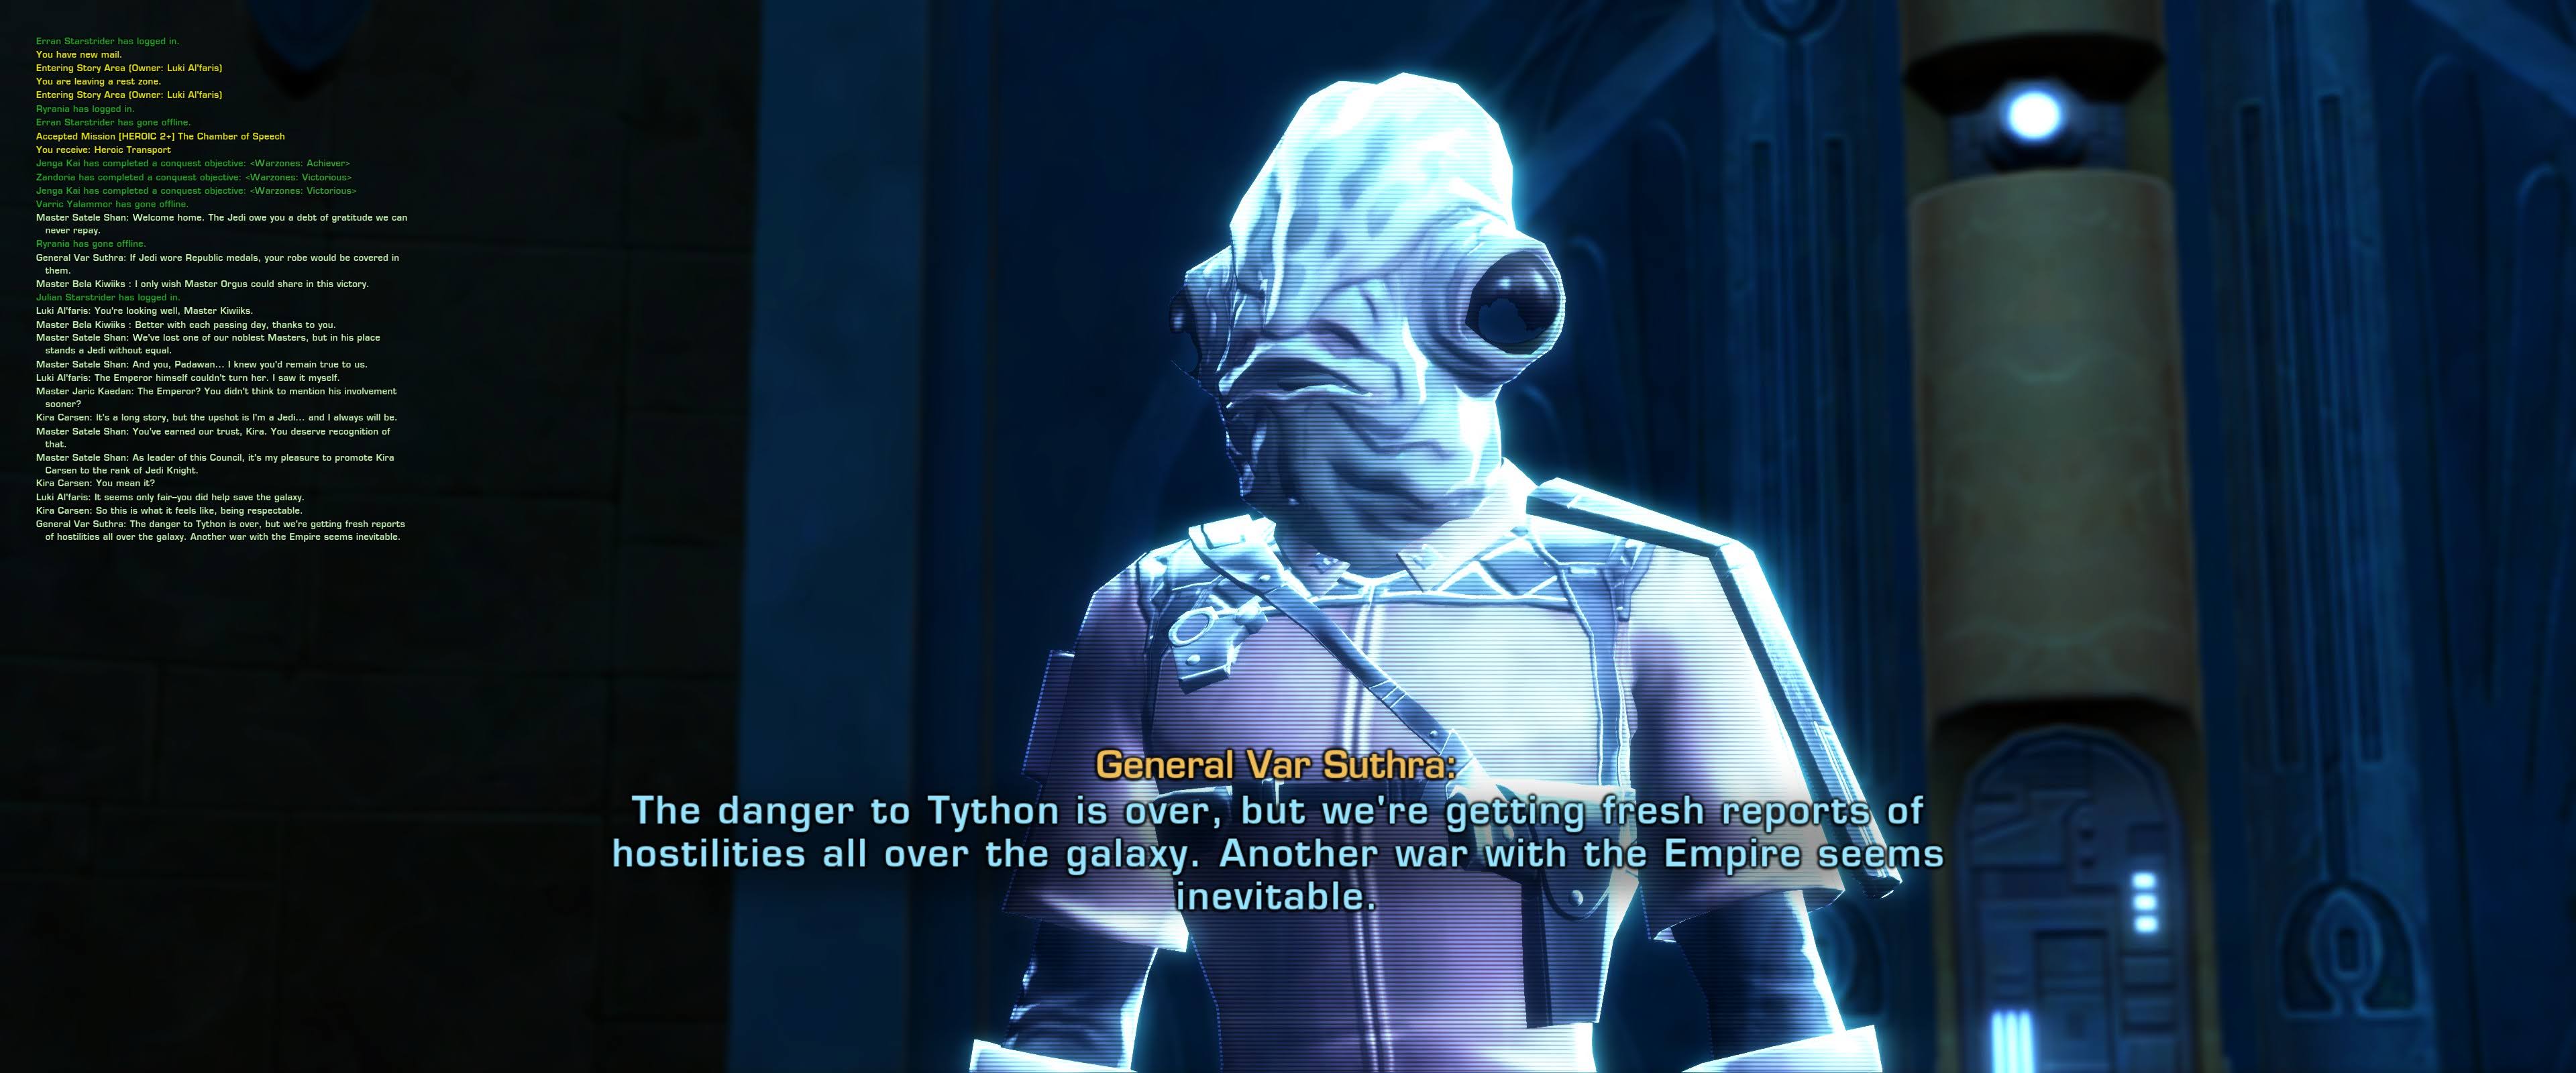 Erran Starstrider has logged in.
You have new mail.
Entering Story Area (Owner: Luki Al'faris)
You are leaving a rest zone.
Entering Story Area (Owner: Luki Al'faris)
Ryrania has logged in.
Erran Starstrider has gone offline.
Accepted Mission [HEROIC 2+] The Chamber of Speech
You receive: Heroic Transport
Jenga Kai has completed a conquest objective: <Warzones: Achiever>
Zandoria has completed a conquest objective: <Warzones: Victorious>
Jenga Kai has completed a conquest objective: <Warzones: Victorious>
Varric Yalammor has gone offline.
Master Satele Shan: Welcome home. The Jedi owe you a debt of gratitude we can
never repay.
Ryrania has gone offline.
General Var Suthra: If Jedi wore Republic medals, your robe would be covered in
them.
Master Bela Kiwiiks : I only wish Master Orgus could share in this victory.
Julian Starstrider has logged in.
Luki Al'faris: You're looking well, Master Kiwiiks.
Master Bela Kiwiiks : Better with each passing day, thanks to you.
Master Satele Shan: We've lost one of our noblest Masters, but in his place
stands a Jedi without equal.
Master Satele Shan: And you, Padawan... I knew you'd remain true to us.
Luki Al'faris: The Emperor himself couldn't turn her. I saw it myself.
Master Jaric Kaedan: The Emperor? You didn't think to mention his involvement
sooner?
Kira Carsen: It's a long story, but the upshot is I'm a Jedi... and I always will be.
Master Satele Shan: You've earned our trust, Kira. You deserve recognition of
that.
Master Satele Shan: As leader of this Council, it's my pleasure to promote Kira
Carsen to the rank of Jedi Knight.
Kira Carsen: You mean it?
Luki Al'faris: It seems only fair—you did help save the galaxy.
Kira Carsen: So this is what it feels like, being respectable.
General Var Suthra: The danger to Tython is over, but we're getting fresh reports
of hostilities all over the galaxy. Another war with the Empire seems inevitable.
General Var Suthra:
The danger to Tython is over, but we're getting fresh reports of
hostilities all over the galaxy. Another war with the Empire seems
inevitable.